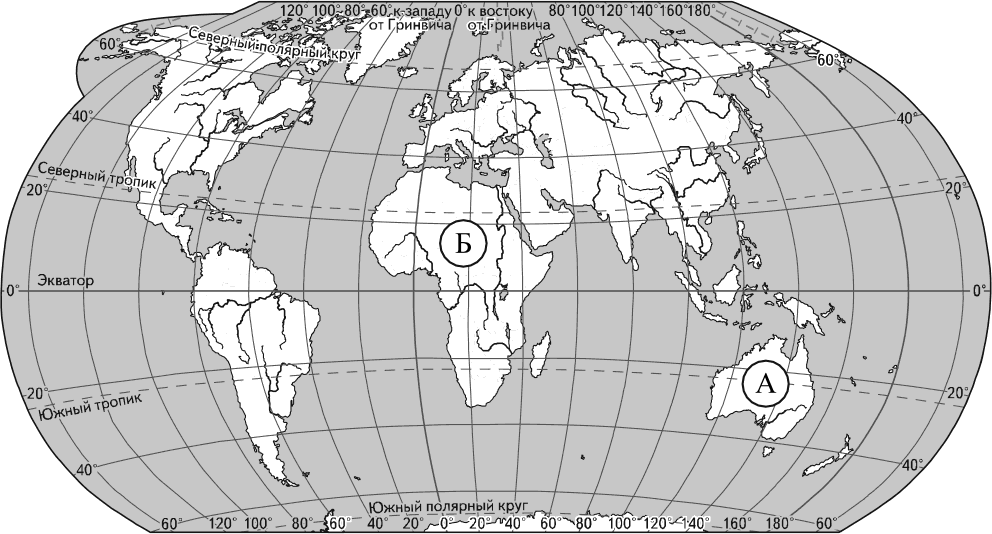 120° 100° 80° 60° к западу 0° к востоку 80° 100° 120° 140° 160° 180°
от Гринвича от Гринвича
Северный полярный круг
60° 60°
40° 40°
Северный тропик
20° 20°
Б
Экватор
0° 0°
А
20° 20°
Южный тропик
40° 40°
Южный полярный круг
60° 120° 100° 80° 60° 40° 20° 0° 20° 40° 60° 80° 100° 120° 140° 160° 180° 60°